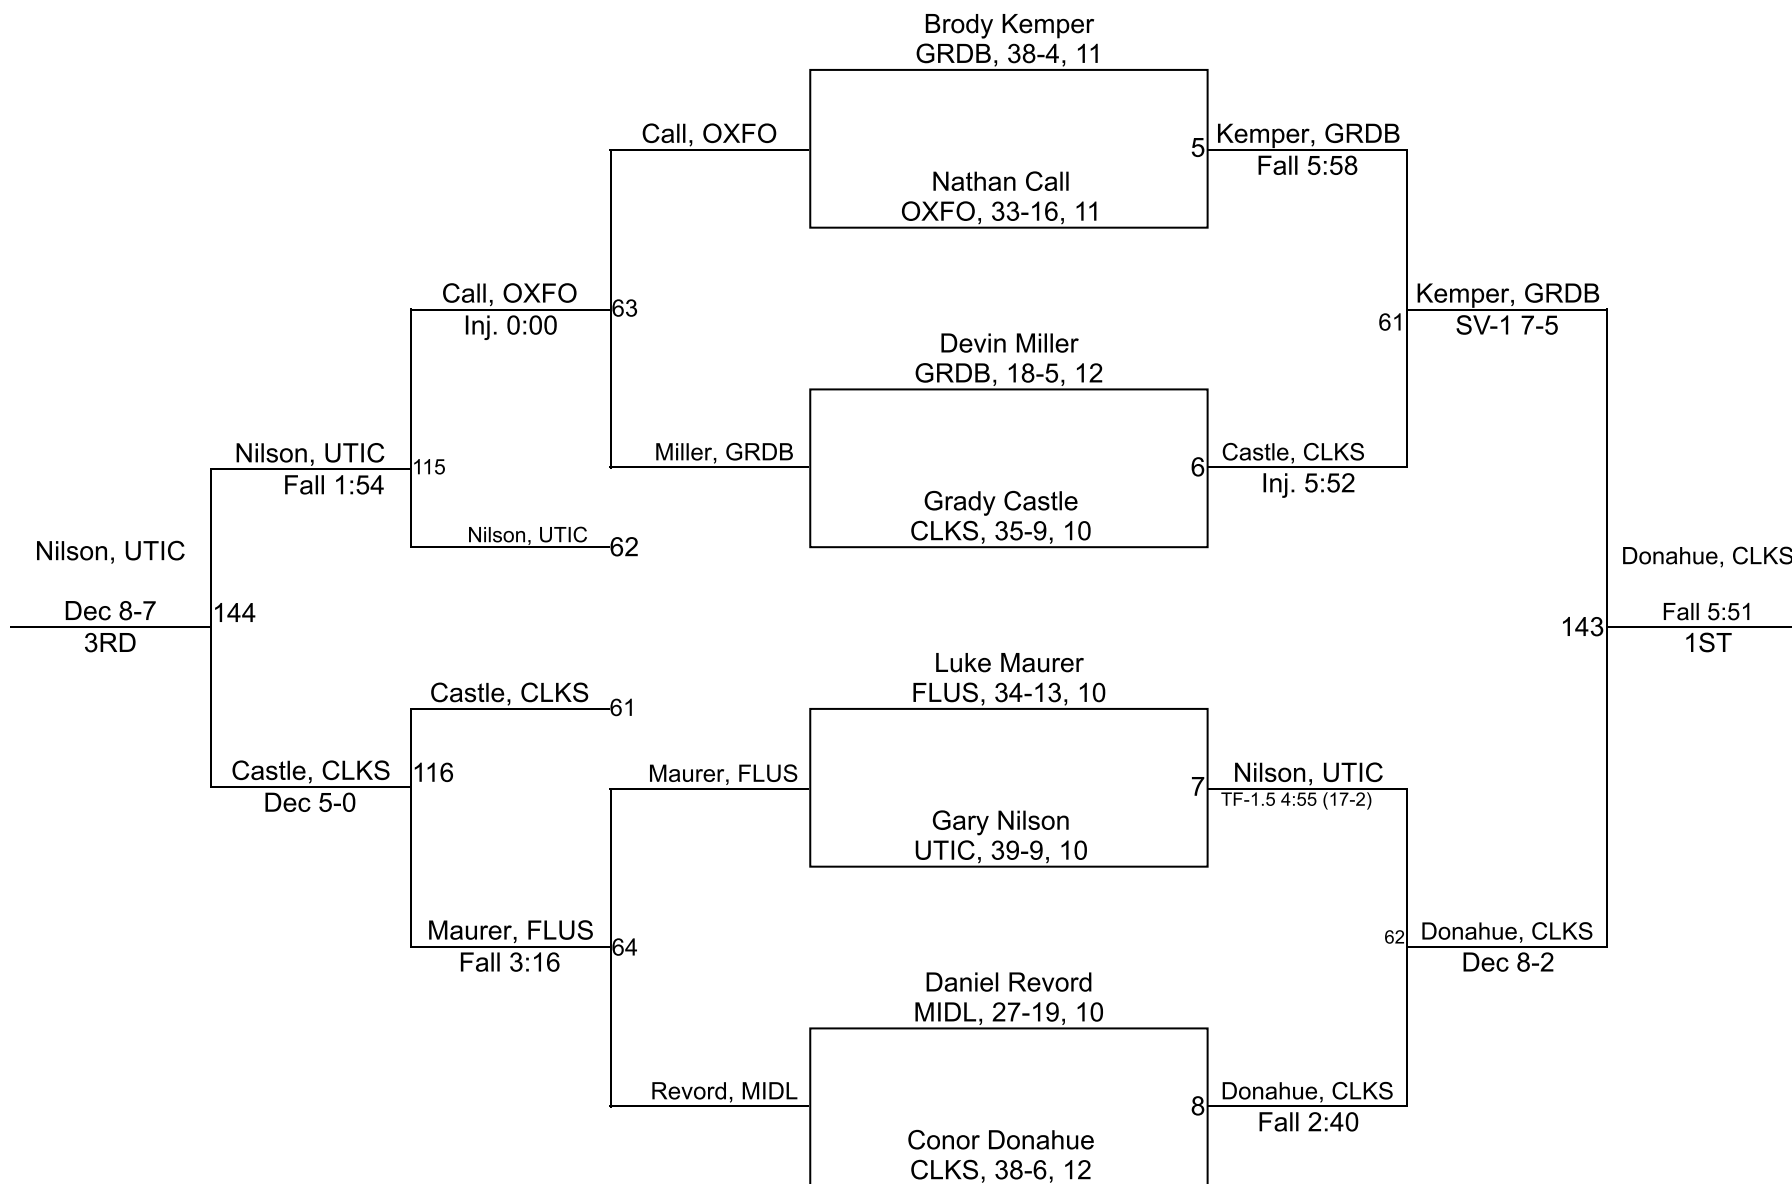 Brody Kemper
GRDB, 38-4, 11
Call, OXFO
5
Kemper, GRDB
Fall 5:58
Nathan Call
OXFO, 33-16, 11
Call, OXFO
Inj. 0:00
63
61
Kemper, GRDB
SV-1 7-5
Devin Miller
GRDB, 18-5, 12
Nilson, UTIC
Fall 1:54
115
Miller, GRDB
6
Castle, CLKS
Inj. 5:52
Grady Castle
CLKS, 35-9, 10
Nilson, UTIC
62
Nilson, UTIC
Dec 8-7
3RD
144
Donahue, CLKS
Fall 5:51
1ST
143
Luke Maurer
FLUS, 34-13, 10
Castle, CLKS
61
Castle, CLKS
Dec 5-0
116
Maurer, FLUS
7
Nilson, UTIC
TF-1.5 4:55 (17-2)
Gary Nilson
UTIC, 39-9, 10
Maurer, FLUS
Fall 3:16
64
62
Donahue, CLKS
Dec 8-2
Daniel Revord
MIDL, 27-19, 10
Revord, MIDL
8
Donahue, CLKS
Fall 2:40
Conor Donahue
CLKS, 38-6, 12